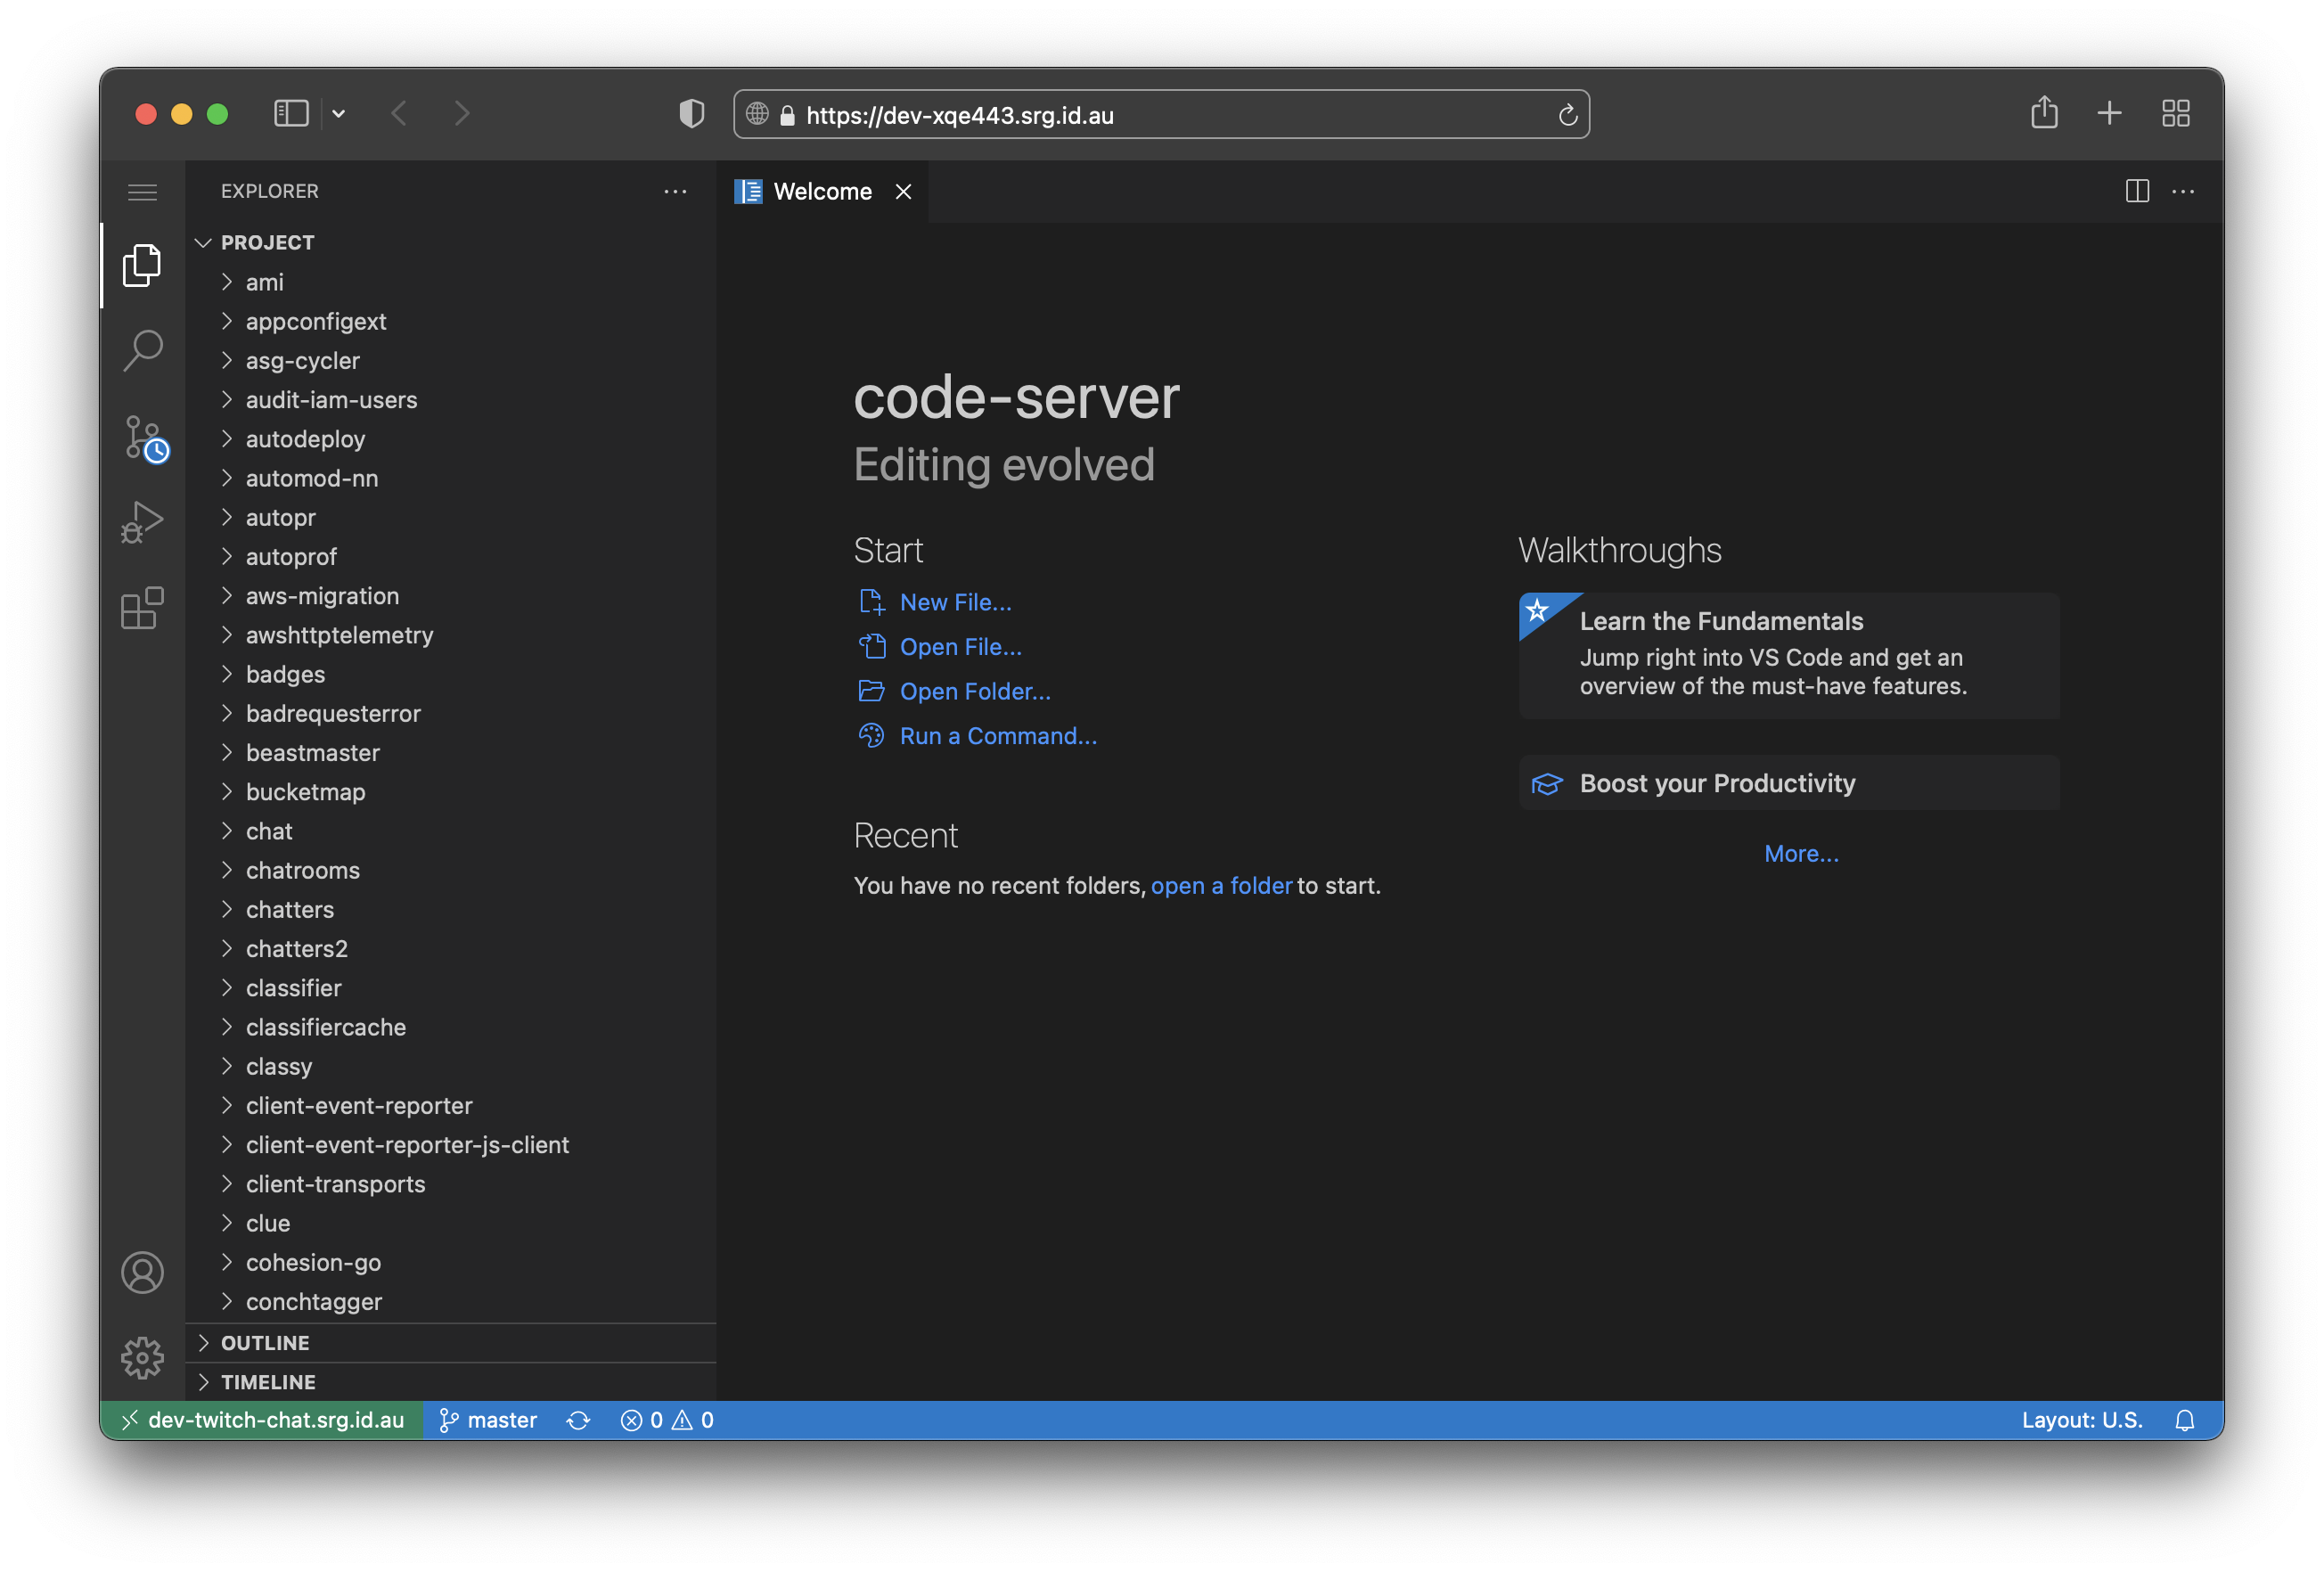 https://dev-xqe443.srg.id.au
EXPLORER
PROJECT
ami
appconfigext
asg-cycler
audit-iam-users
autodeploy
automod-nn
autopr
autoprof
aws-migration
awshttptelemetry
badges
badrequesterror
beastmaster
bucketmap
chat
chatrooms
chatters
chatters2
classifier
classifiercache
classy
client-event-reporter
client-event-reporter-js-client
client-transports
clue
cohesion-go
conchtagger
OUTLINE
TIMELINE
Welcome
code-server
Editing evolved
Start
New File...
Open File...
Open Folder...
Run a Command...
Recent
You have no recent folders, open a folder to start.
Walkthroughs
Learn the Fundamentals
Jump right into VS Code and get an
overview of the must-have features.
Boost your Productivity
More...
dev-twitch-chat.srg.id.au master 0 0 Layout: U.S.